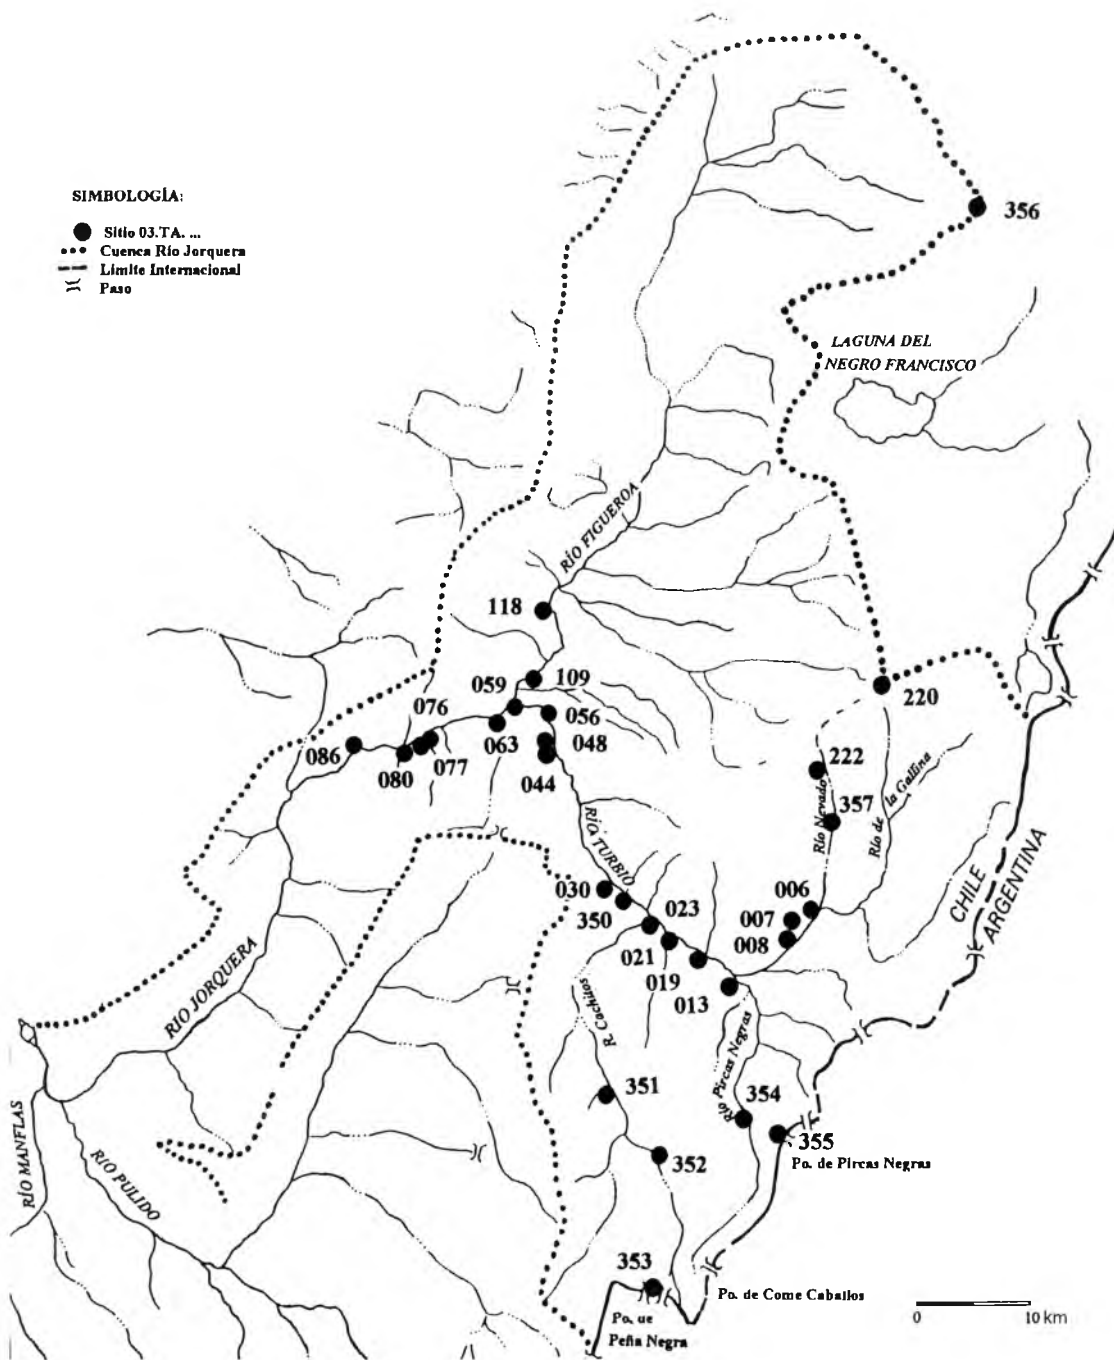 SIMBOLOGÍA:
Sitio 03.TA. ...
Cuenca Río Jorquera
Límite Internacional
Paso
356
LAGUNA DEL
NEGRO FRANCISCO
RÍO FIGUEROA
118
109
059
220
076
056
063
048
086
080
077
044
222
357
Río Nevado
Río de la Gallina
RÍO TURBIO
CHILE
ARGENTINA
030
350
023
006
007
008
021
019
013
RIO JORQUERA
R. Cachitos
Río Pircas Negras
351
354
355
Po. de Pircas Negras
352
RÍO MANFLAS
RIO PULIDO
353
Po. de Come Caballos
Po. de
Peña Negra
0 10 km